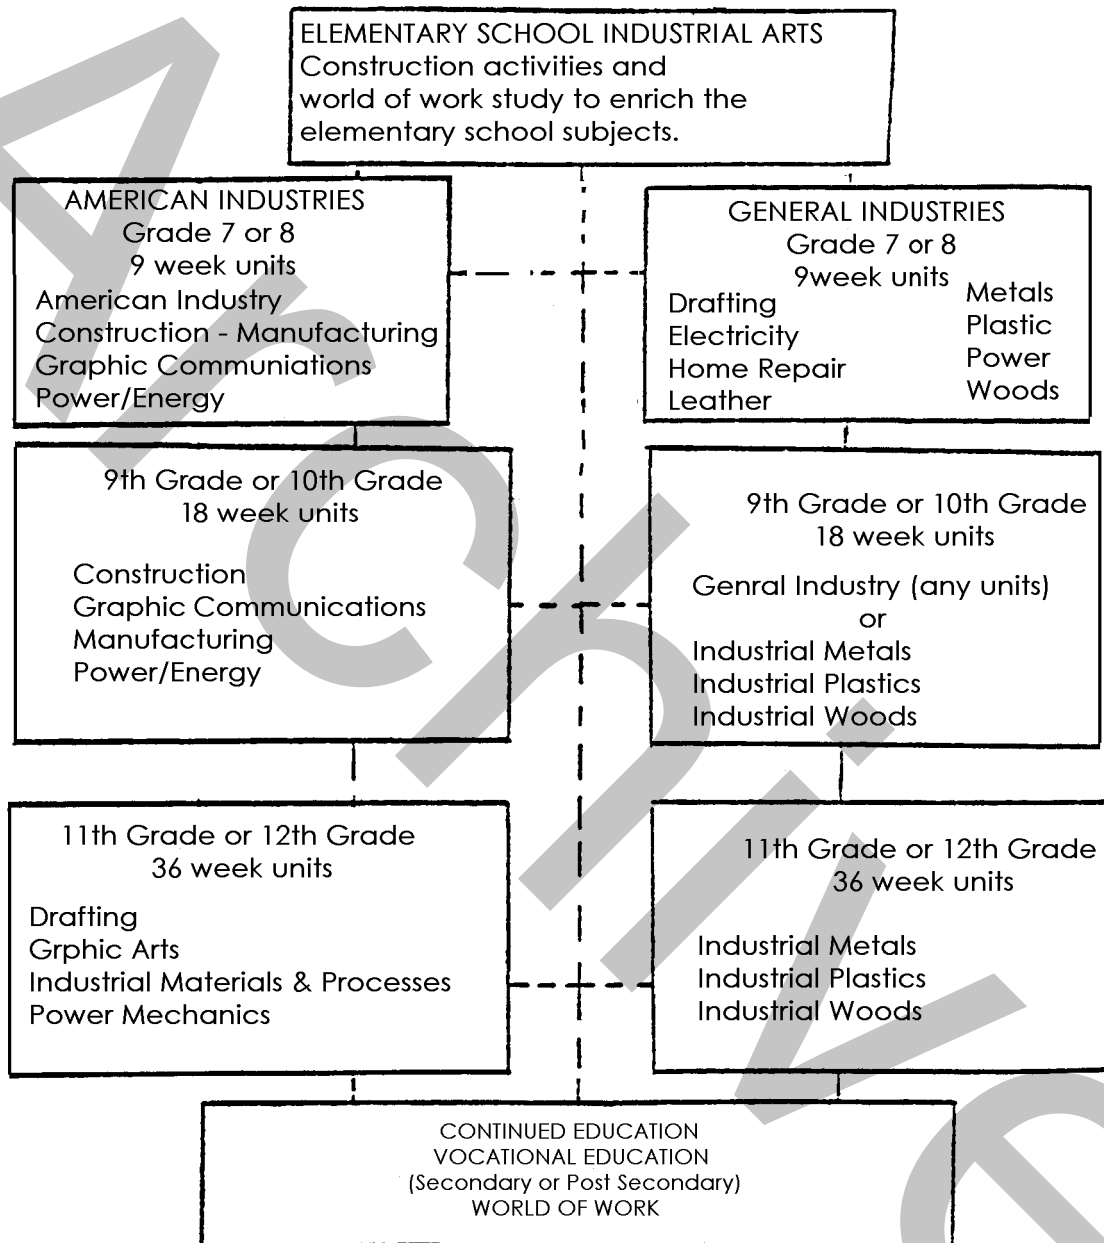 ELEMENTARY SCHOOL INDUSTRIAL ARTS
Construction activities and
world of work study to enrich the
elementary school subjects.
AMERICAN INDUSTRIES
Grade 7 or 8
9 week units
American Industry
Construction - Manufacturing
Graphic Communiations
Power/Energy
GENERAL INDUSTRIES
Grade 7 or 8
9week units
Drafting
Electricity
Home Repair
Leather
Metals
Plastic
Power
Woods
9th Grade or 10th Grade
18 week units
Construction
Graphic Communications
Manufacturing
Power/Energy
9th Grade or 10th Grade
18 week units
Genral Industry (any units)
or
Industrial Metals
Industrial Plastics
Industrial Woods
11th Grade or 12th Grade
36 week units
Drafting
Grphic Arts
Industrial Materials & Processes
Power Mechanics
11th Grade or 12th Grade
36 week units
Industrial Metals
Industrial Plastics
Industrial Woods
CONTINUED EDUCATION
VOCATIONAL EDUCATION
(Secondary or Post Secondary)
WORLD OF WORK
Archive